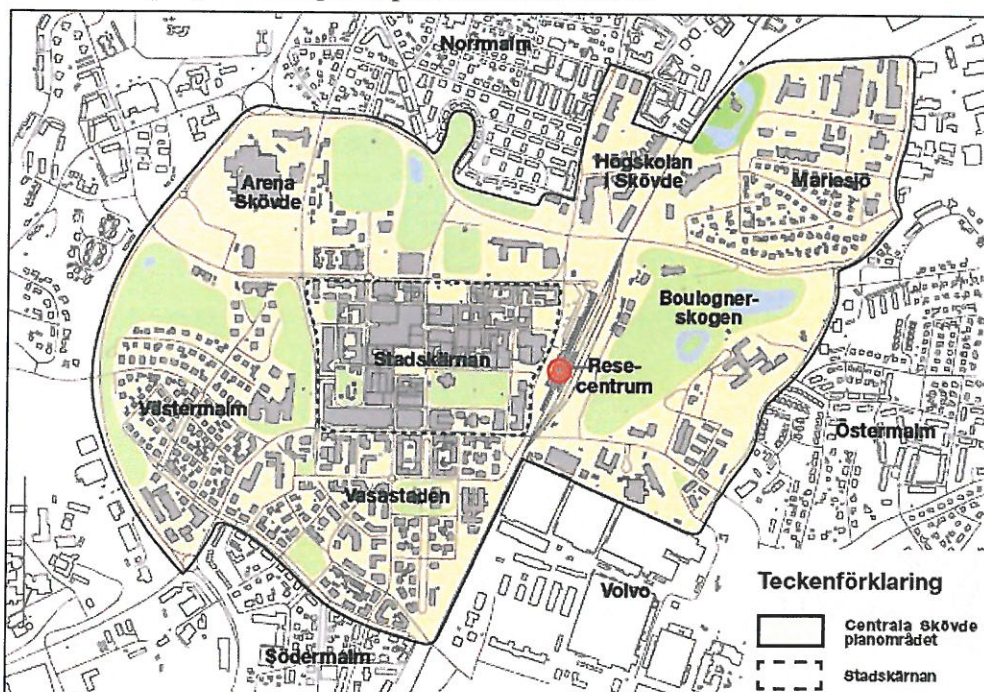 Norrmalm
Högskolan
i Skövde
Mariesjö
Arena
Skövde
Boulogner-
skogen
Stadskärnan
Rese-
centrum
Västermalm
Östermalm
Vasastaden
Volvo
Södermalm
Teckenförklaring
Centrala Skövde
planområdet
Stadskärnan